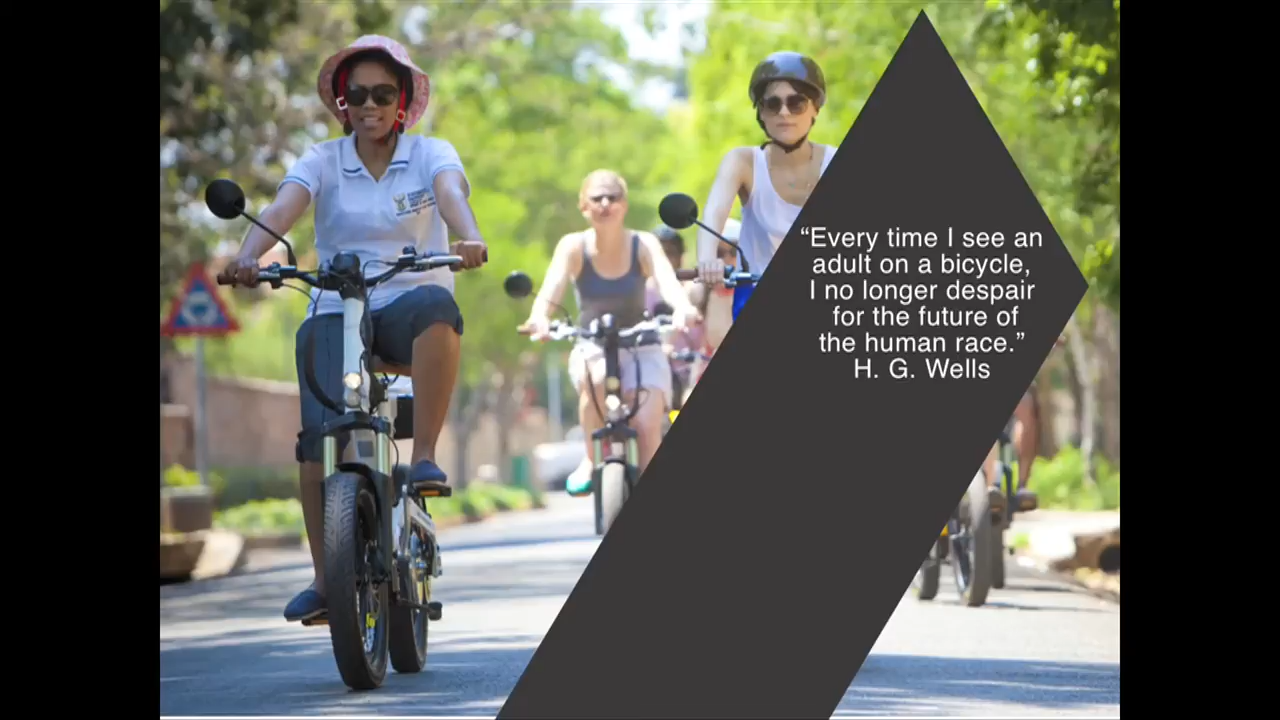 “Every time I see an
adult on a bicycle,
I no longer despair
for the future of
the human race.”
H. G. Wells